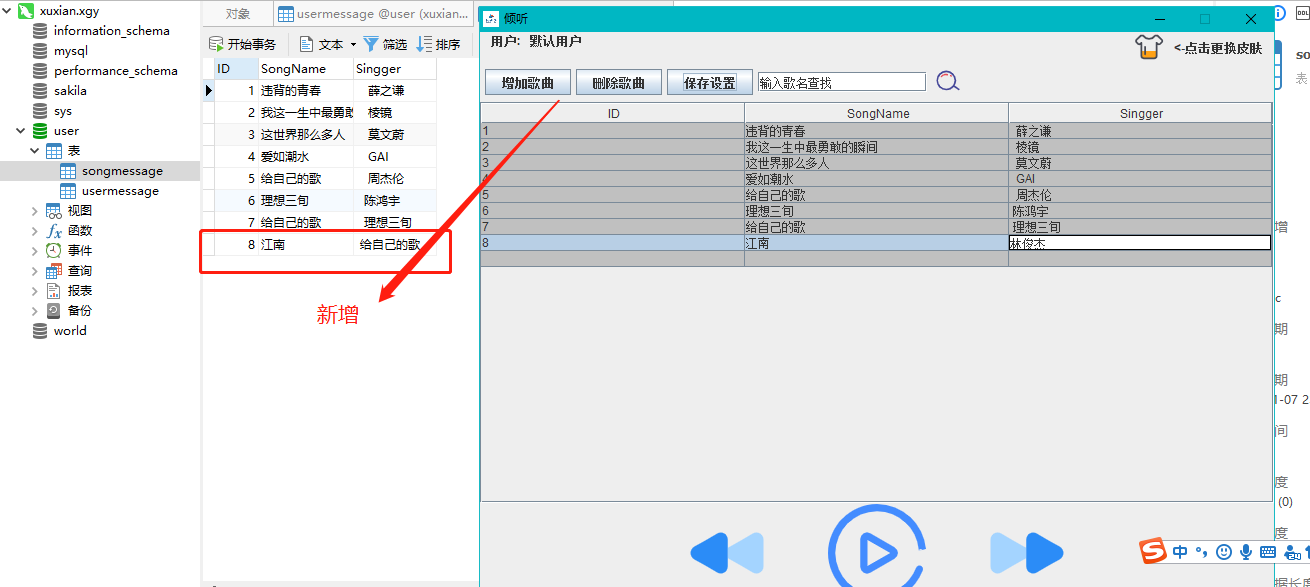 xuxian.xgy
information_schema
mysql
performance_schema
sakila
sys
user
表
songmessage
usermessage
视图
函数
事件
查询
报表
备份
world
对象 usermessage @user (xuxian...
开始事务 文本 筛选 排序
ID SongName Singger
1 违背的青春 薛之谦
2 我这一生中最勇敢 棱镜
3 这世界那么多人 莫文蔚
4 爱如潮水 GAI
5 给自己的歌 周杰伦
6 理想三旬 陈鸿宇
7 给自己的歌 理想三旬
8 江南 给自己的歌
新增
倾听
用户: 默认用户
<-点击更换皮肤
增加歌曲 删除歌曲 保存设置 输入歌名查找
ID SongName Singger
1 违背的青春 薛之谦
2 我这一生中最勇敢的瞬间 棱镜
3 这世界那么多人 莫文蔚
4 爱如潮水 GAI
5 给自己的歌 周杰伦
6 理想三旬 陈鸿宇
7 给自己的歌 理想三旬
8 江南 林俊杰
DDL
so
表
增
c
期
期
1-07 2
间
度
(0)
度
中
据长度